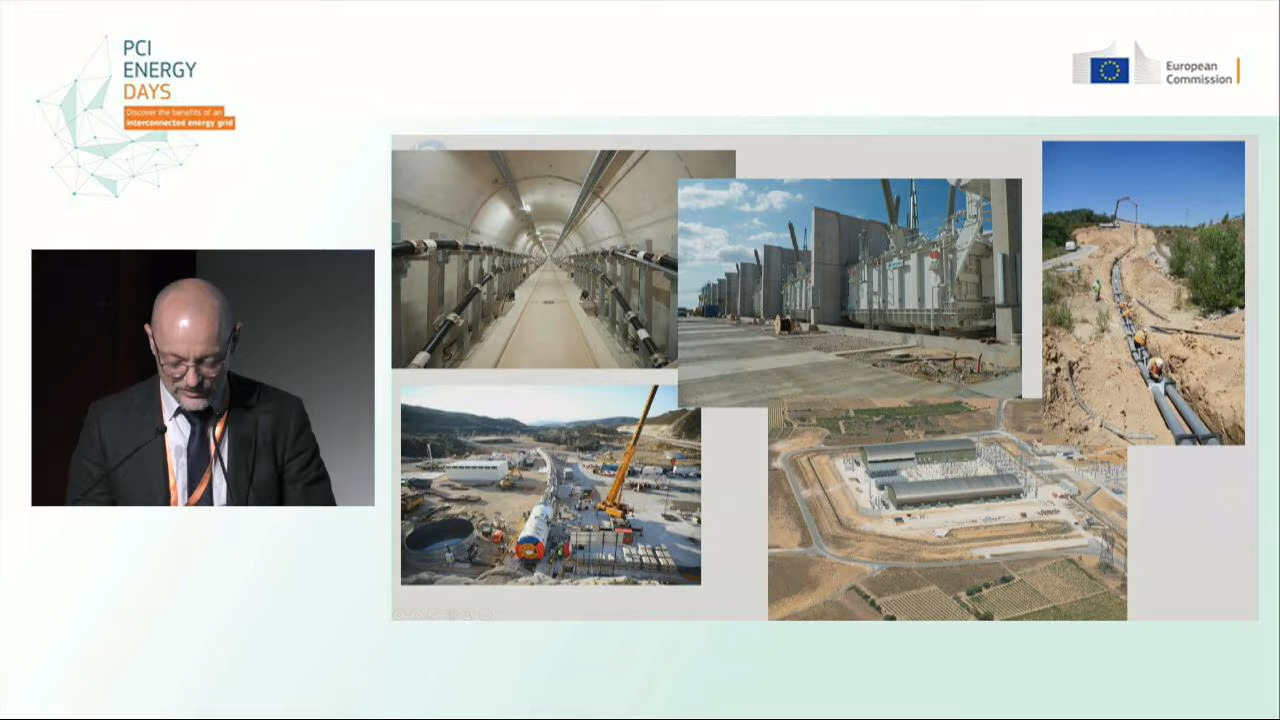 PCI
ENERGY
DAYS
Discover the benefits of an
interconnected energy grid
European
Commission